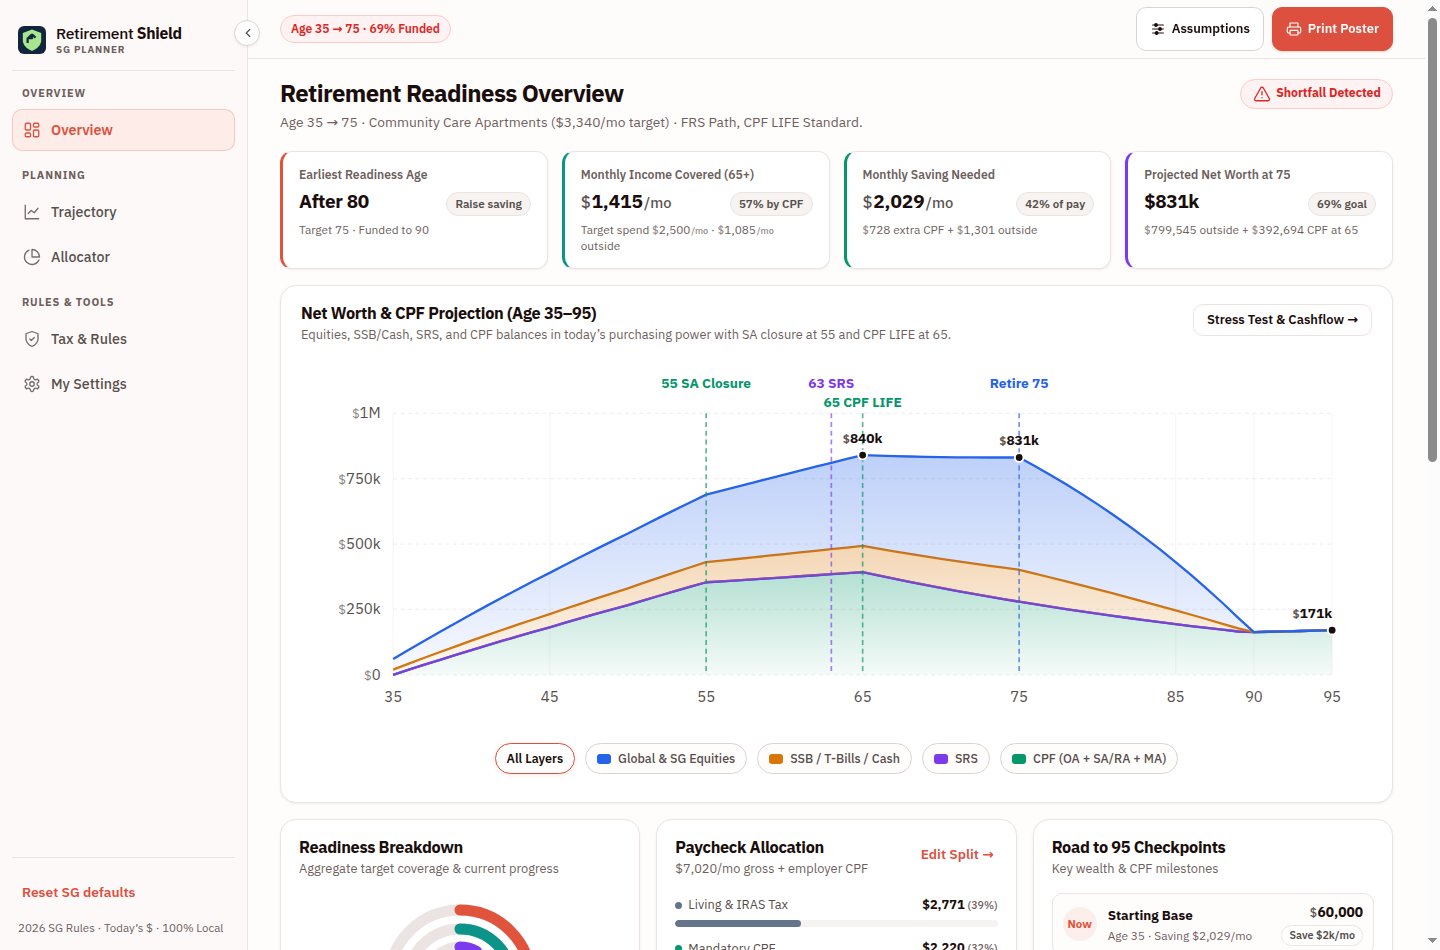 Retirement Shield
SG PLANNER
OVERVIEW
Overview
PLANNING
Trajectory
Allocator
RULES & TOOLS
Tax & Rules
My Settings
Reset SG defaults
2026 SG Rules · Today's $ · 100% Local
Age 35 → 75 · 69% Funded
Assumptions
Print Poster
Retirement Readiness Overview
Shortfall Detected
Age 35 → 75 · Community Care Apartments ($3,340/mo target) · FRS Path, CPF LIFE Standard.
Earliest Readiness Age
After 80
Raise saving
Target 75 · Funded to 90
Monthly Income Covered (65+)
$1,415/mo
57% by CPF
Target spend $2,500/mo · $1,085/mo
outside
Monthly Saving Needed
$2,029/mo
42% of pay
$728 extra CPF + $1,301 outside
Projected Net Worth at 75
$831k
69% goal
$799,545 outside + $392,694 CPF at 65
Net Worth & CPF Projection (Age 35–95)
Equities, SSB/Cash, SRS, and CPF balances in today's purchasing power with SA closure at 55 and CPF LIFE at 65.
Stress Test & Cashflow →
55 SA Closure
63 SRS
Retire 75
65 CPF LIFE
$1M
$840k
$831k
$750k
$500k
$250k
$171k
$0
35
45
55
65
75
85
90
95
All Layers
Global & SG Equities
SSB / T-Bills / Cash
SRS
CPF (OA + SA/RA + MA)
Readiness Breakdown
Aggregate target coverage & current progress
Paycheck Allocation
$7,020/mo gross + employer CPF
Edit Split →
Living & IRAS Tax
$2,771 (39%)
Mandatory CPF
$2,220 (32%)
Road to 95 Checkpoints
Key wealth & CPF milestones
Now
Starting Base
$60,000
Age 35 · Saving $2,029/mo
Save $2k/mo